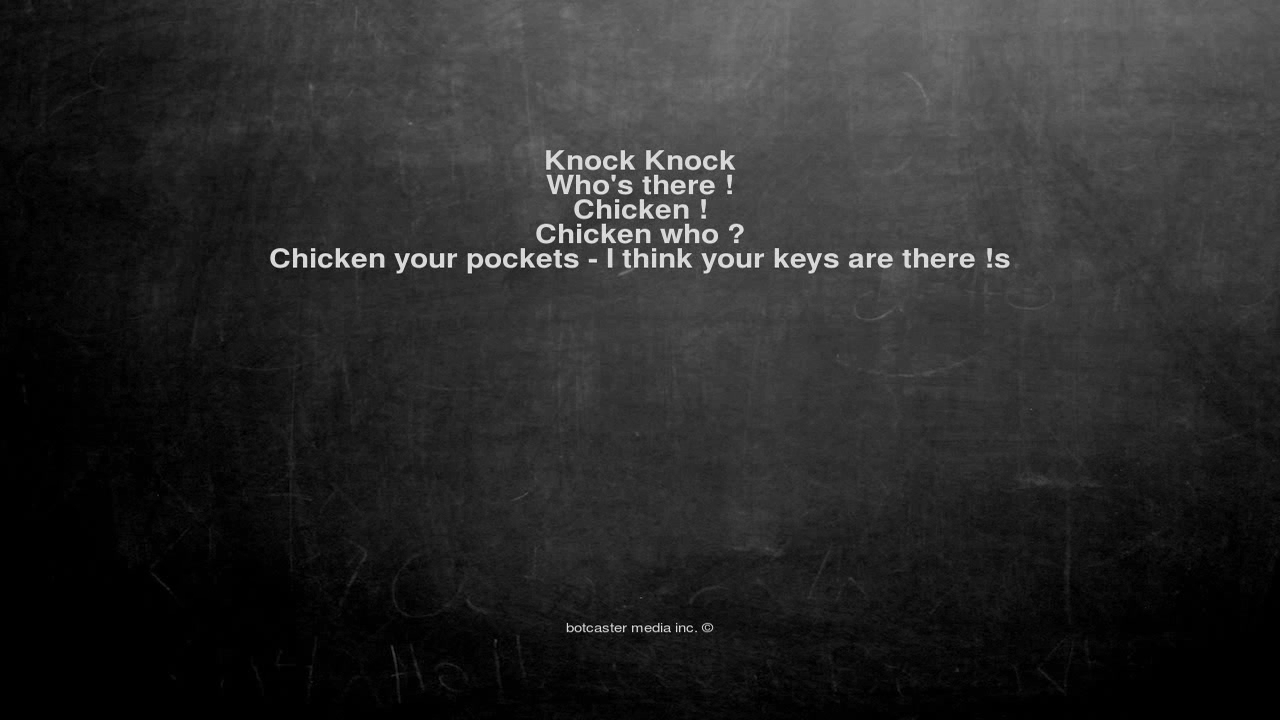 Knock Knock
Who's there !
Chicken !
Chicken who ?
Chicken your pockets - I think your keys are there !s
botcaster media inc. ©